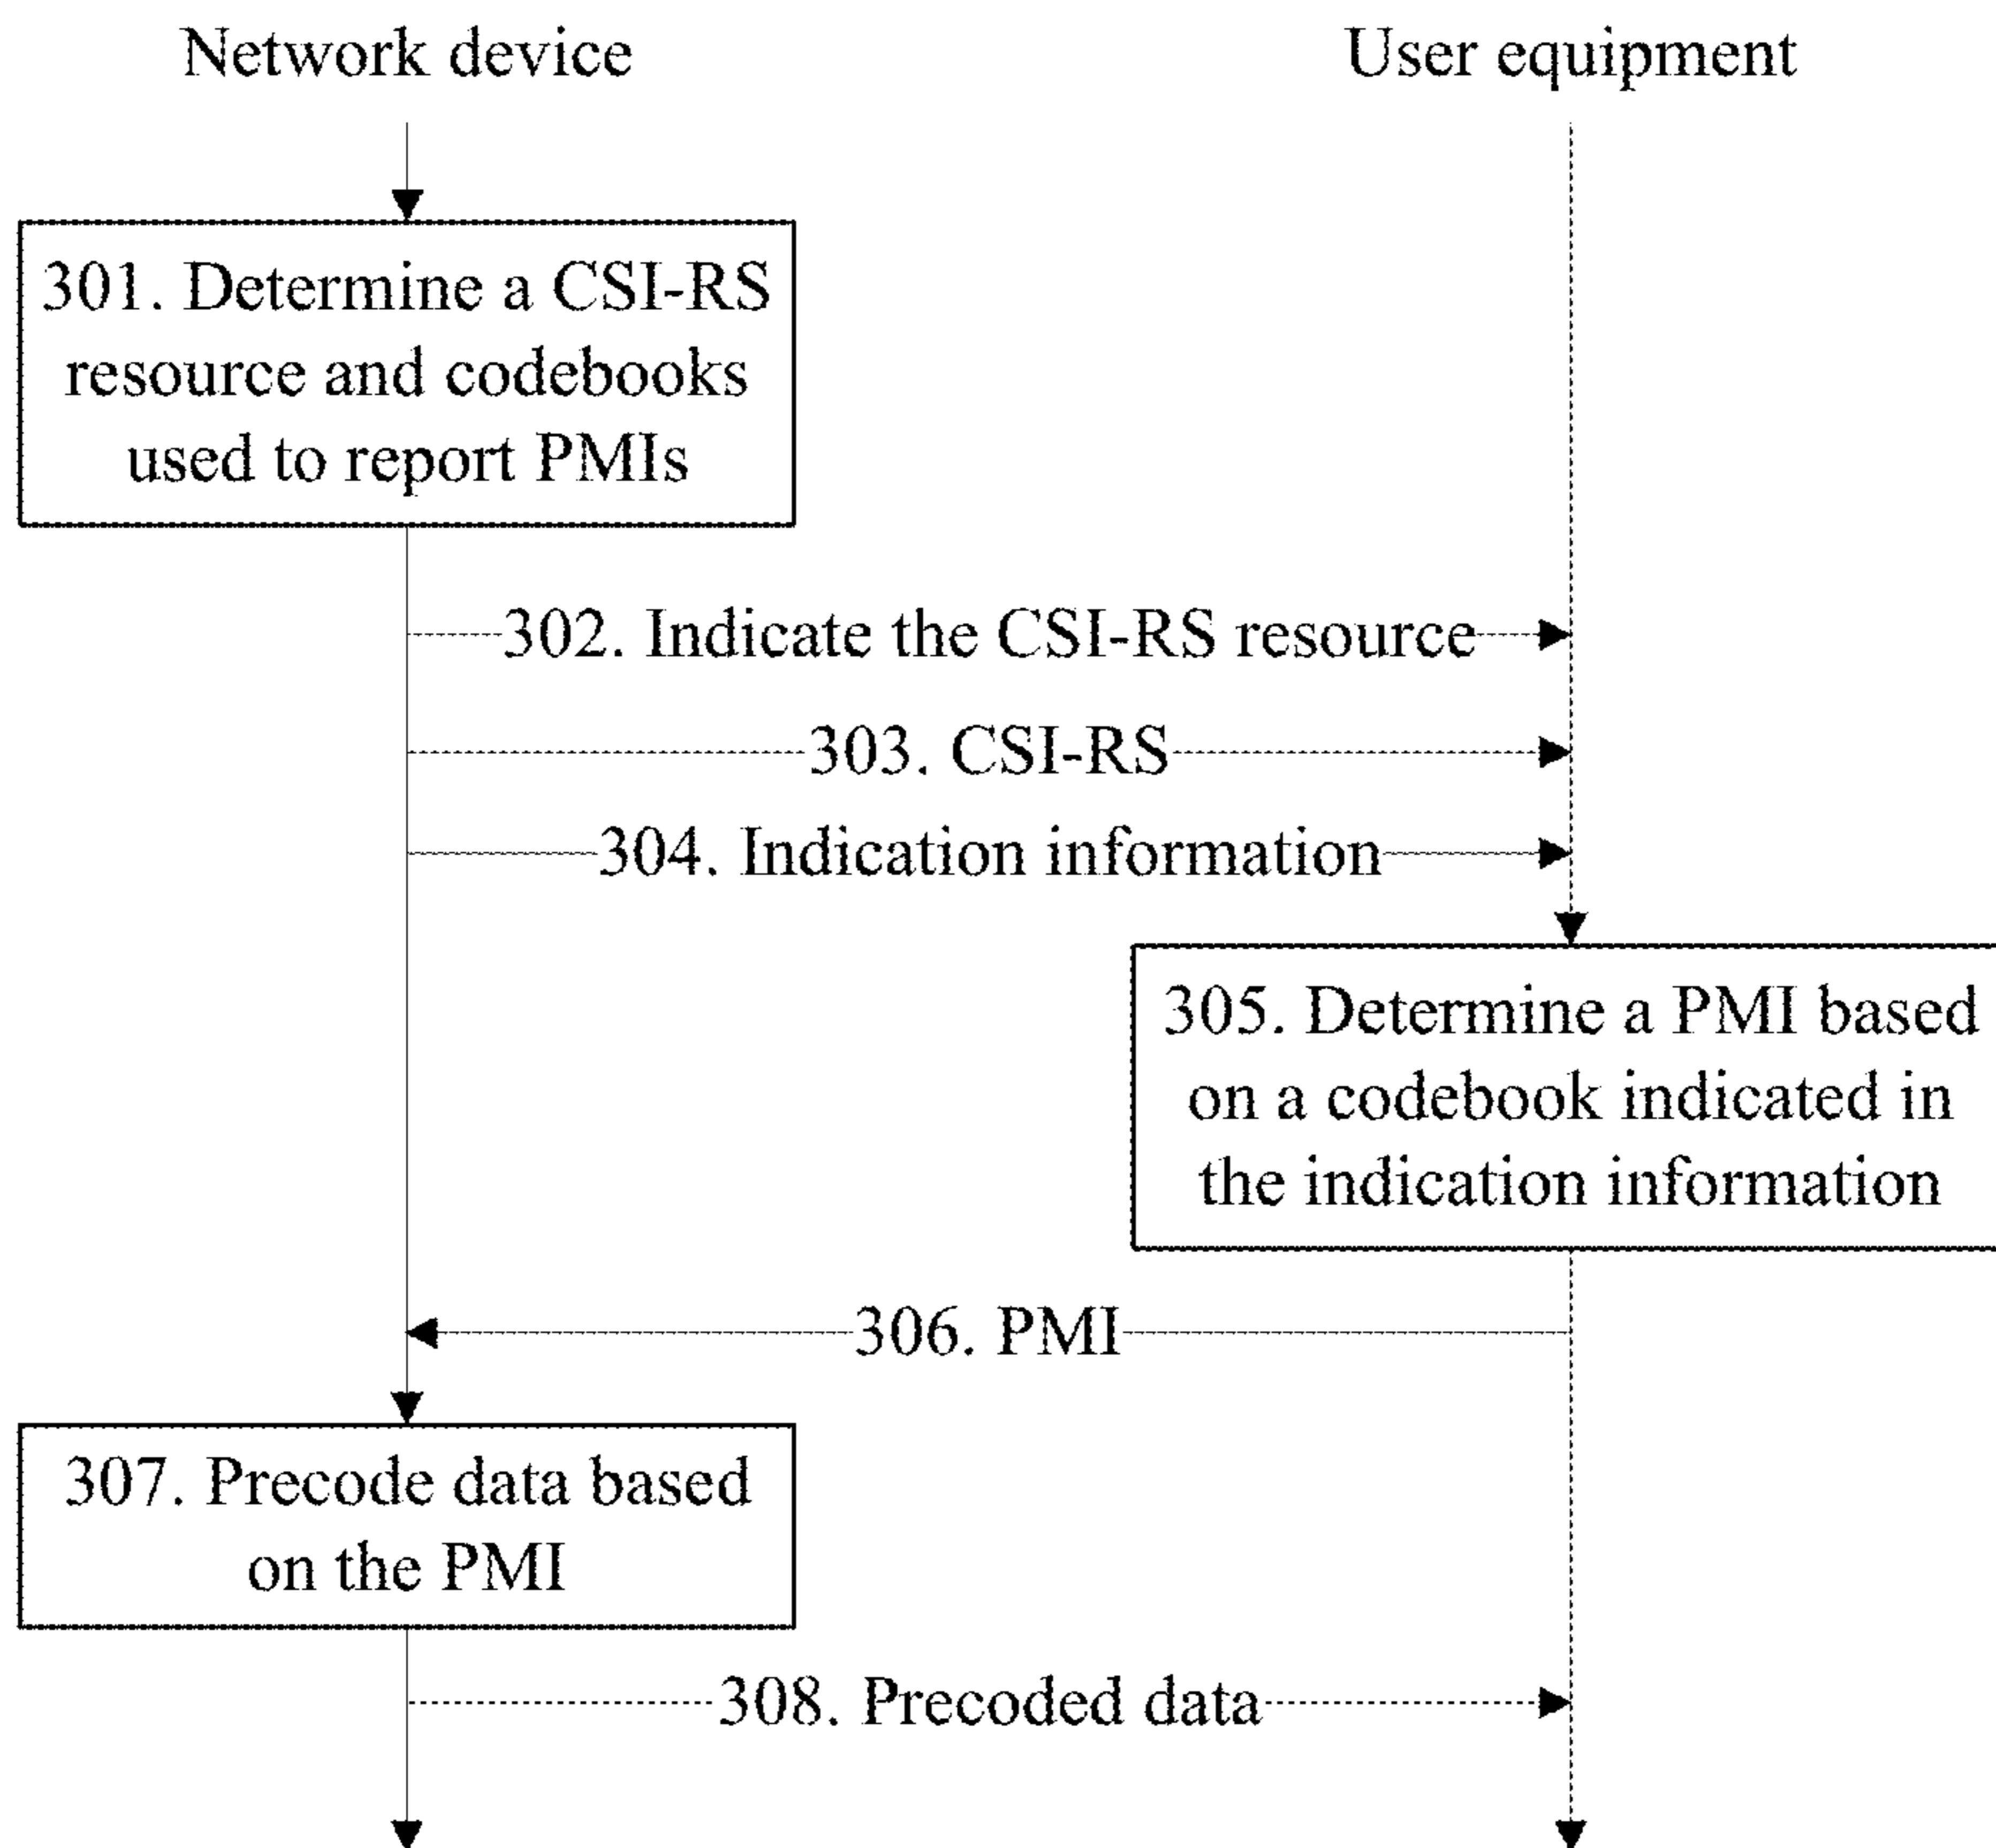 Network device
User equipment
301. Determine a CSI-RS
resource and codebooks
used to report PMIs
302. Indicate the CSI-RS resource
303. CSI-RS
304. Indication information
305. Determine a PMI based
on a codebook indicated in
the indication information
306. PMI
307. Precode data based
on the PMI
308. Precoded data